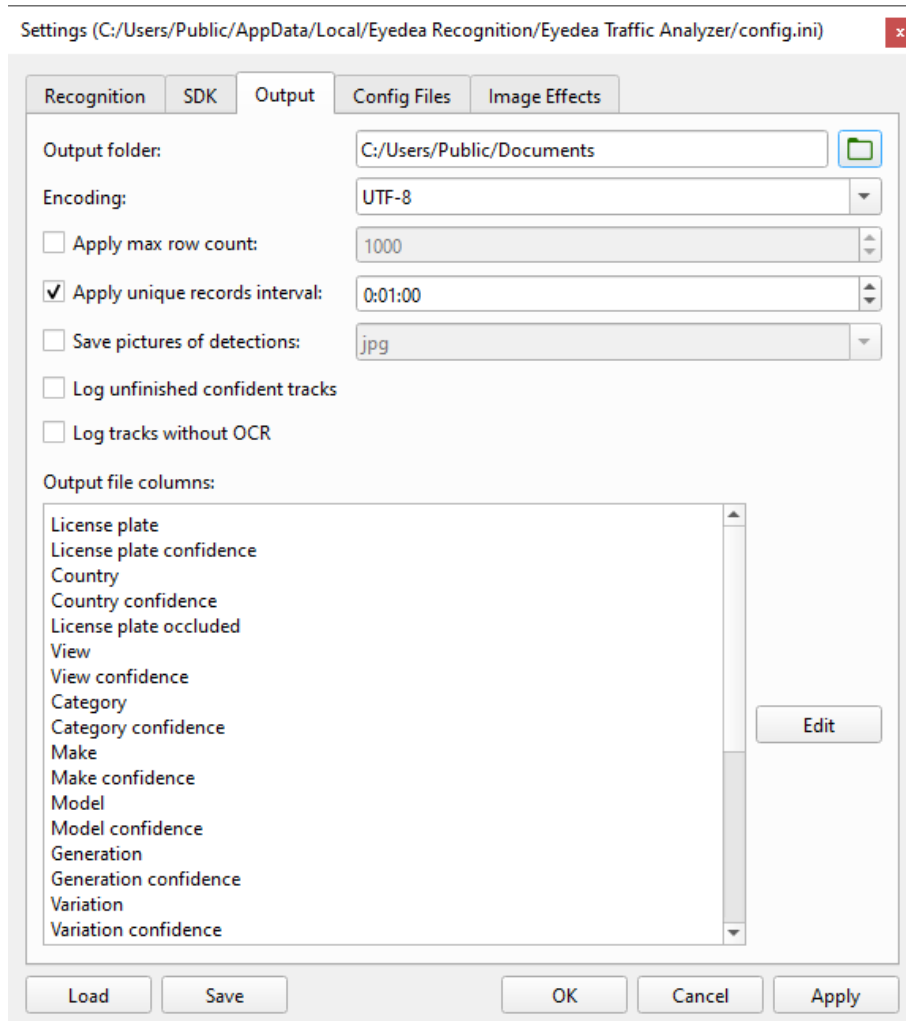 Settings (C:/Users/Public/AppData/Local/Eyedea Recognition/Eyedea Traffic Analyzer/config.ini)
x
Recognition SDK Output Config Files Image Effects
Output folder: C:/Users/Public/Documents
Encoding: UTF-8
Apply max row count: 1000
Apply unique records interval: 0:01:00
Save pictures of detections: jpg
Log unfinished confident tracks
Log tracks without OCR
Output file columns:
License plate
License plate confidence
Country
Country confidence
License plate occluded
View
View confidence
Category
Category confidence
Make
Make confidence
Model
Model confidence
Generation
Generation confidence
Variation
Variation confidence
Edit
Load Save OK Cancel Apply